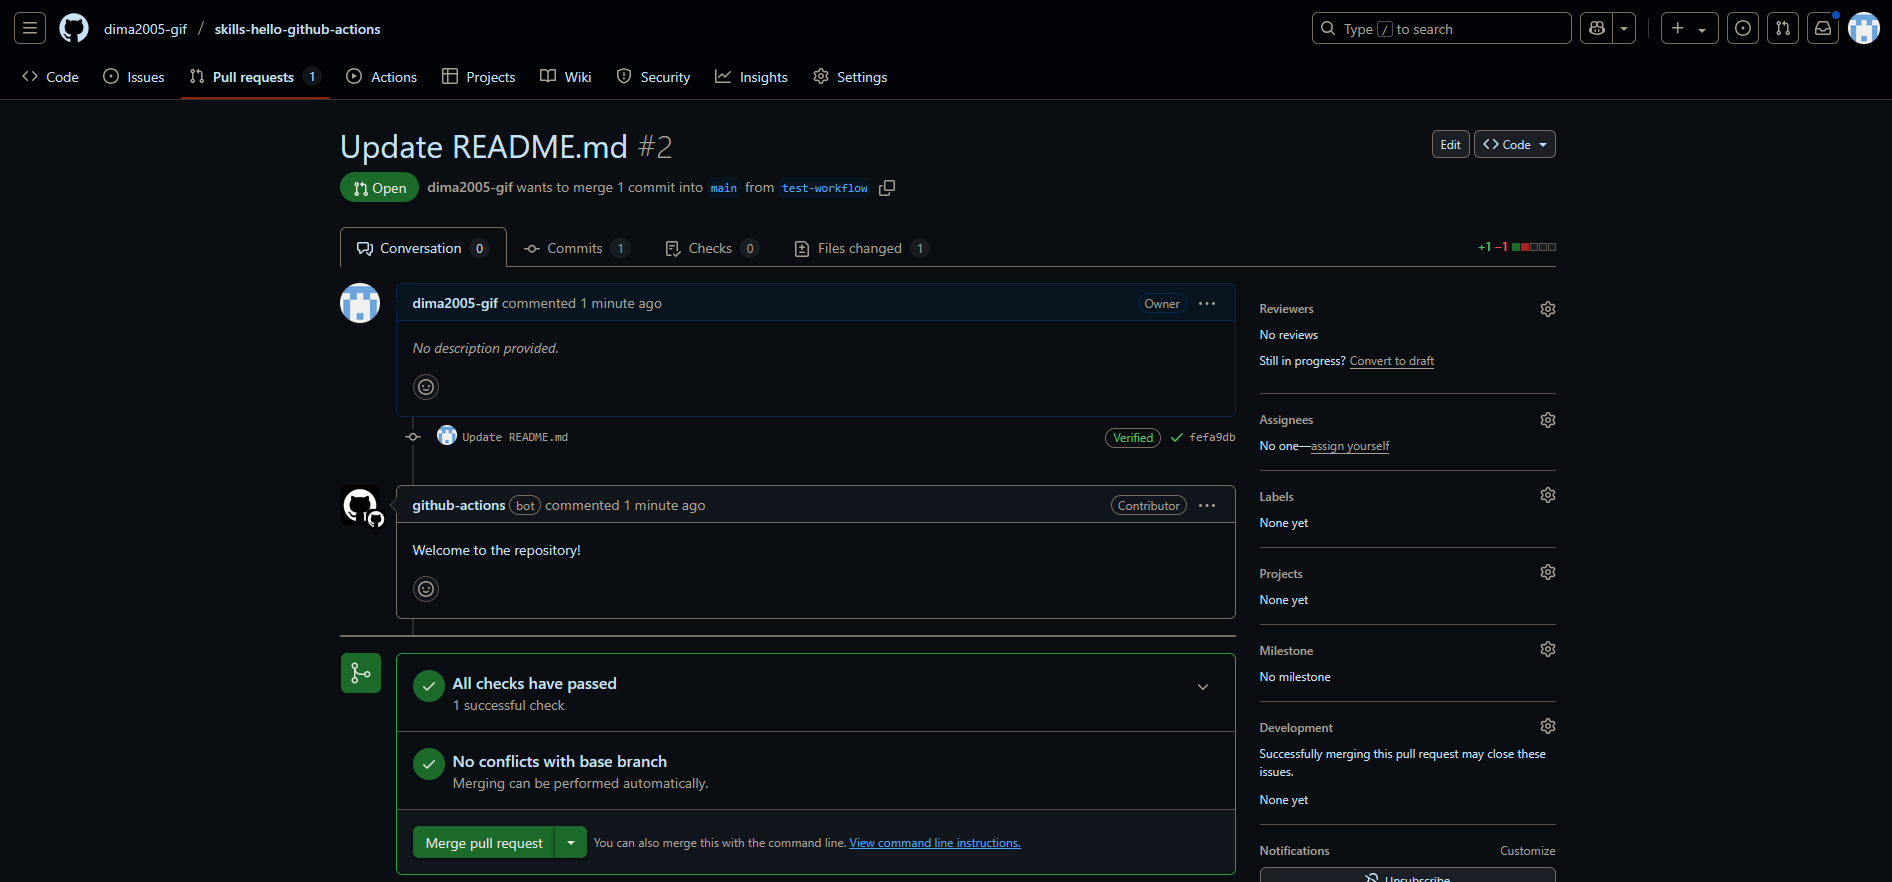 dima2005-gif / skills-hello-github-actions
Type / to search
Code Issues Pull requests 1 Actions Projects Wiki Security Insights Settings
Update README.md #2
Edit Code
Open dima2005-gif wants to merge 1 commit into main from test-workflow
Conversation 0 Commits 1 Checks 0 Files changed 1
+1 −1
dima2005-gif commented 1 minute ago
Owner
No description provided.
Update README.md
Verified fefa9db
github-actions bot commented 1 minute ago
Contributor
Welcome to the repository!
All checks have passed
1 successful check
No conflicts with base branch
Merging can be performed automatically.
Merge pull request You can also merge this with the command line. View command line instructions.
Reviewers
No reviews
Still in progress? Convert to draft
Assignees
No one—assign yourself
Labels
None yet
Projects
None yet
Milestone
No milestone
Development
Successfully merging this pull request may close these
issues.
None yet
Notifications Customize
Unsubscribe